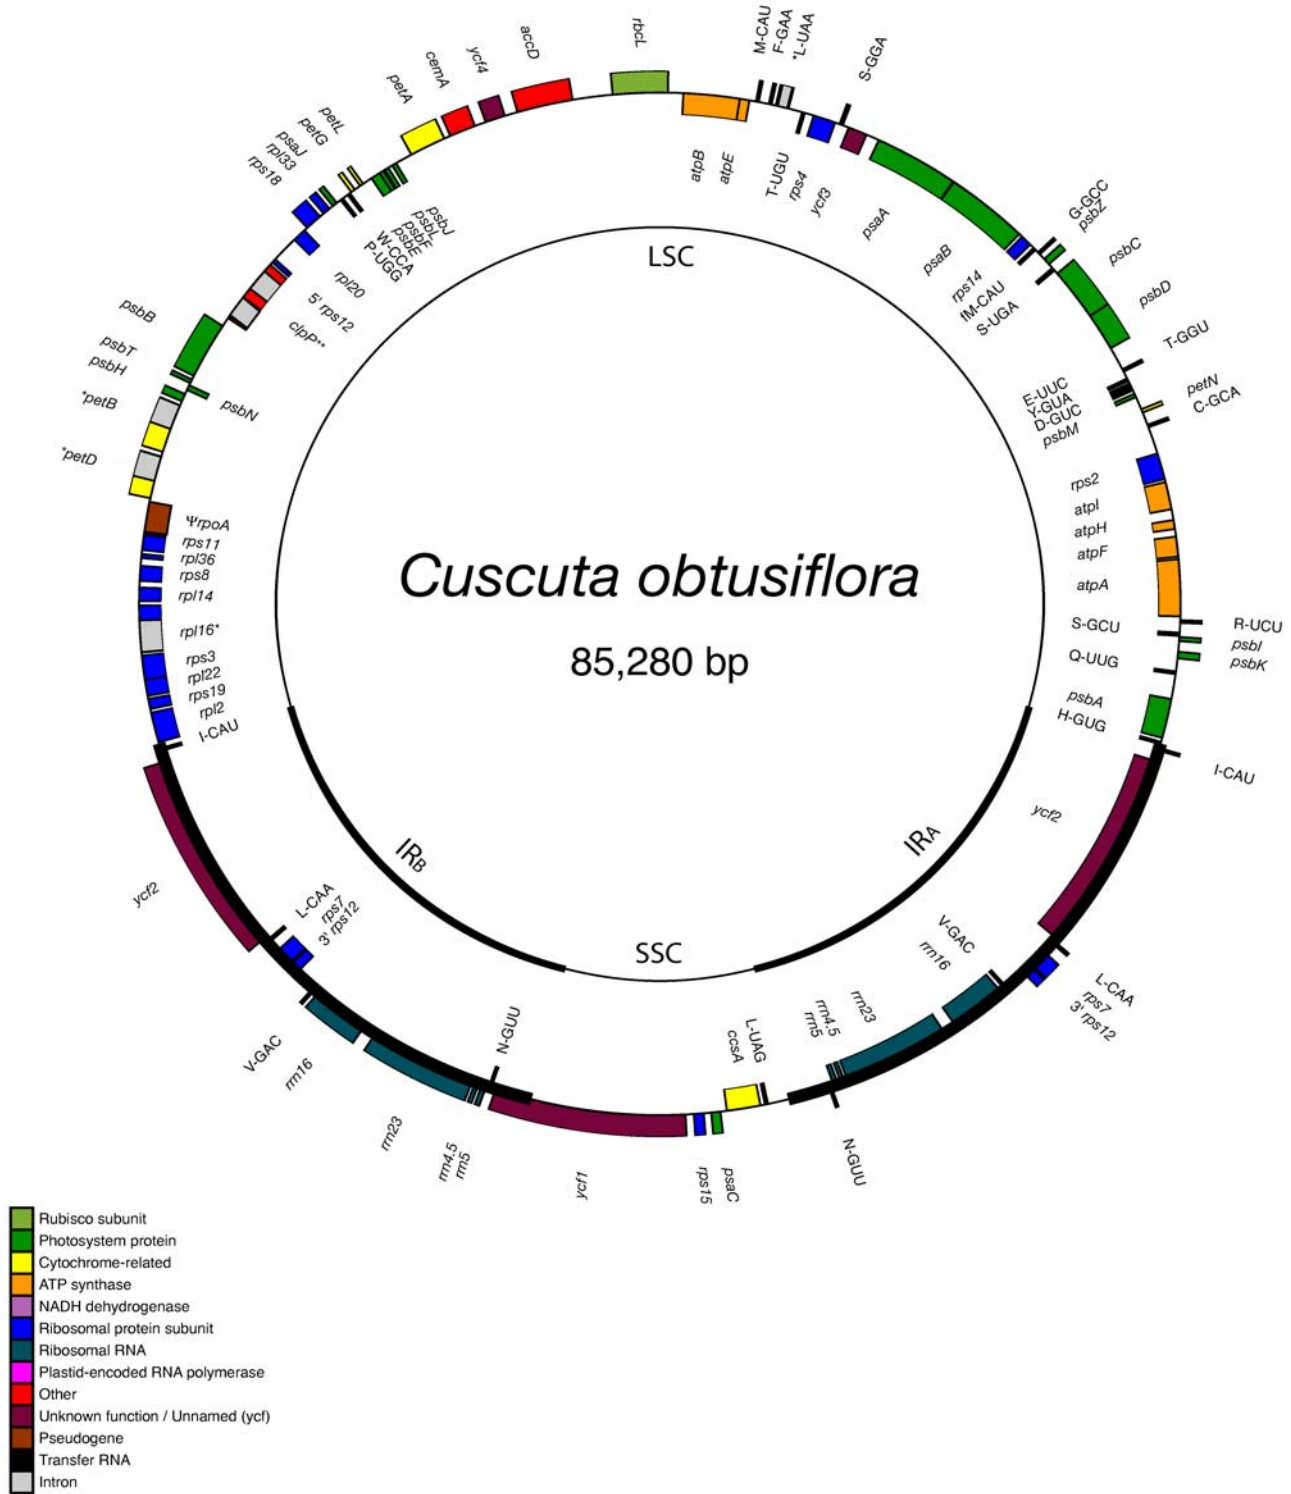 rbcL
accD
ycf4
cemA
petA
petL
petG
psaJ
rpl33
rps18
M-CAU
F-GAA
*L-UAA
S-GGA
atpB
atpE
T-UGU
rps4
ycf3
psaA
psaB
rps14
fM-CAU
S-UGA
G-GCC
psbZ
psbC
psbD
T-GGU
E-UUC
Y-GUA
D-GUC
psbM
petN
C-GCA
rps2
atpI
atpH
atpF
atpA
S-GCU
Q-UUG
R-UCU
psbI
psbK
psbA
H-GUG
I-CAU
ycf2
L-CAA
rps7
3' rps12
V-GAC
rrn16
rrn23
rrn4.5
rrn5
N-GUU
L-UAG
ccsA
psaC
rps15
ycf1
N-GUU
rrn5
rrn4.5
rrn23
rrn16
V-GAC
L-CAA
rps7
3' rps12
ycf2
I-CAU
rpl2
rps19
rpl22
rps3
rpl16*
rpl14
rps8
rpl36
rps11
ΨrpoA
*petD
*petB
psbN
psbH
psbT
psbB
clpP**
5' rps12
rpl20
P-UGG
W-CCA
psbE
psbF
psbL
psbJ
LSC
Cuscuta obtusiflora
85,280 bp
IRB
IRA
SSC
Rubisco subunit
Photosystem protein
Cytochrome-related
ATP synthase
NADH dehydrogenase
Ribosomal protein subunit
Ribosomal RNA
Plastid-encoded RNA polymerase
Other
Unknown function / Unnamed (ycf)
Pseudogene
Transfer RNA
Intron